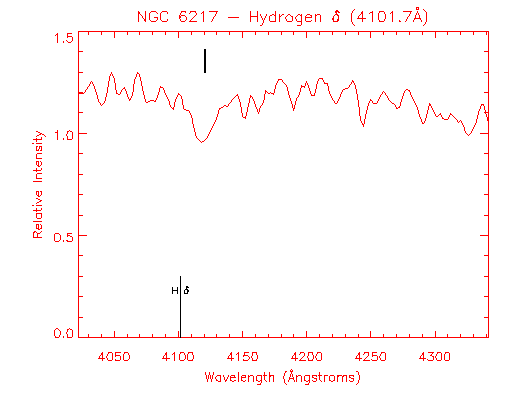 NGC 6217 – Hydrogen δ (4101.7Å)
1.5
1.0
0.5
0.0
Relative Intensity
H δ
4050 4100 4150 4200 4250 4300
Wavelength (Ångstroms)